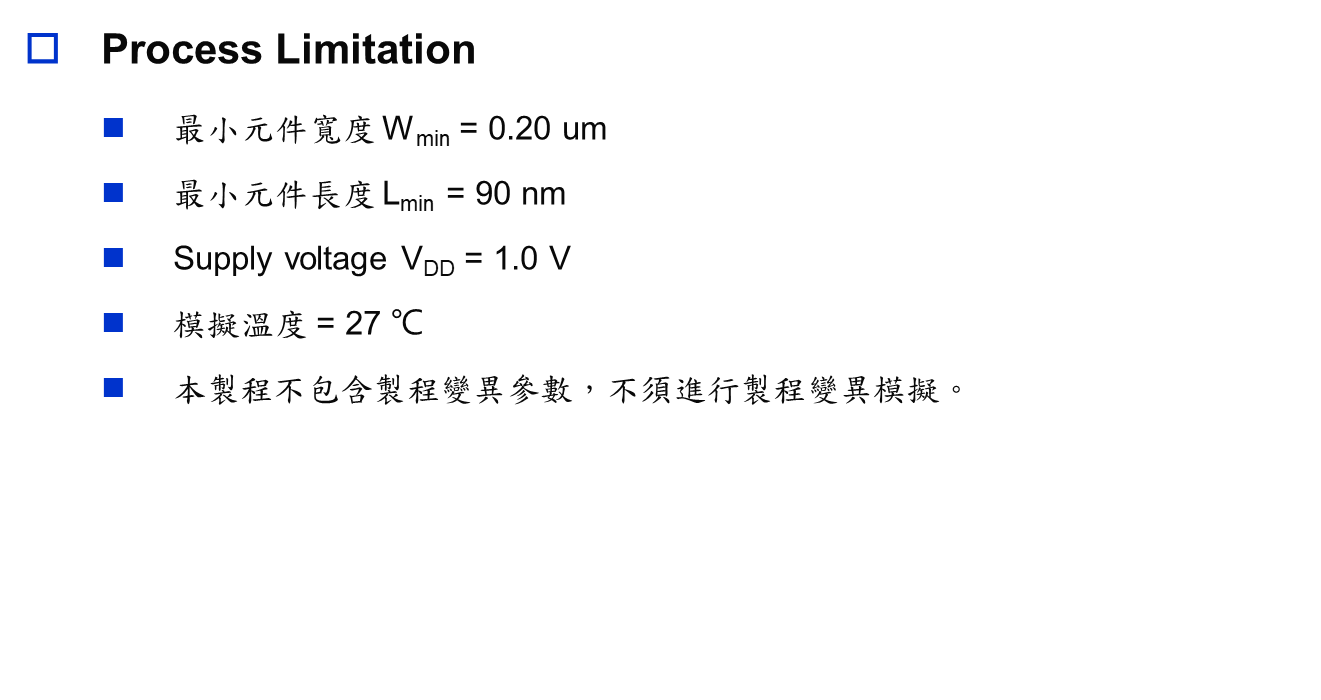 Process Limitation
最小元件寬度 Wmin = 0.20 um
最小元件長度 Lmin = 90 nm
Supply voltage VDD = 1.0 V
模擬溫度 = 27 ℃
本製程不包含製程變異參數，不須進行製程變異模擬。